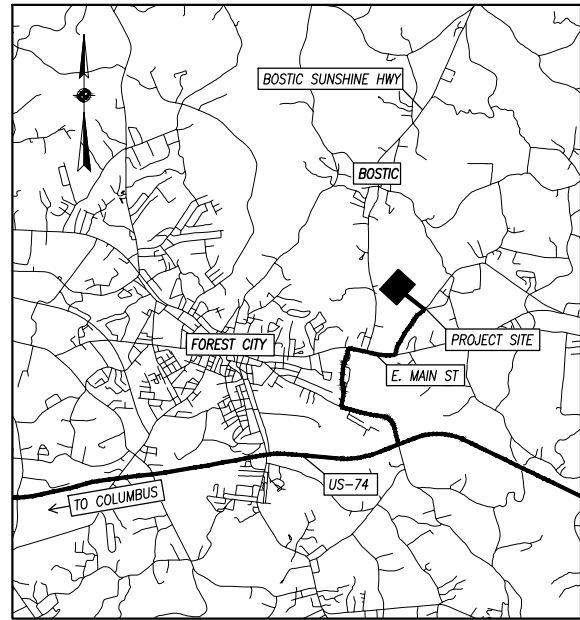 BOSTIC SUNSHINE HWY
BOSTIC
PROJECT SITE
FOREST CITY
E. MAIN ST
US-74
TO COLUMBUS